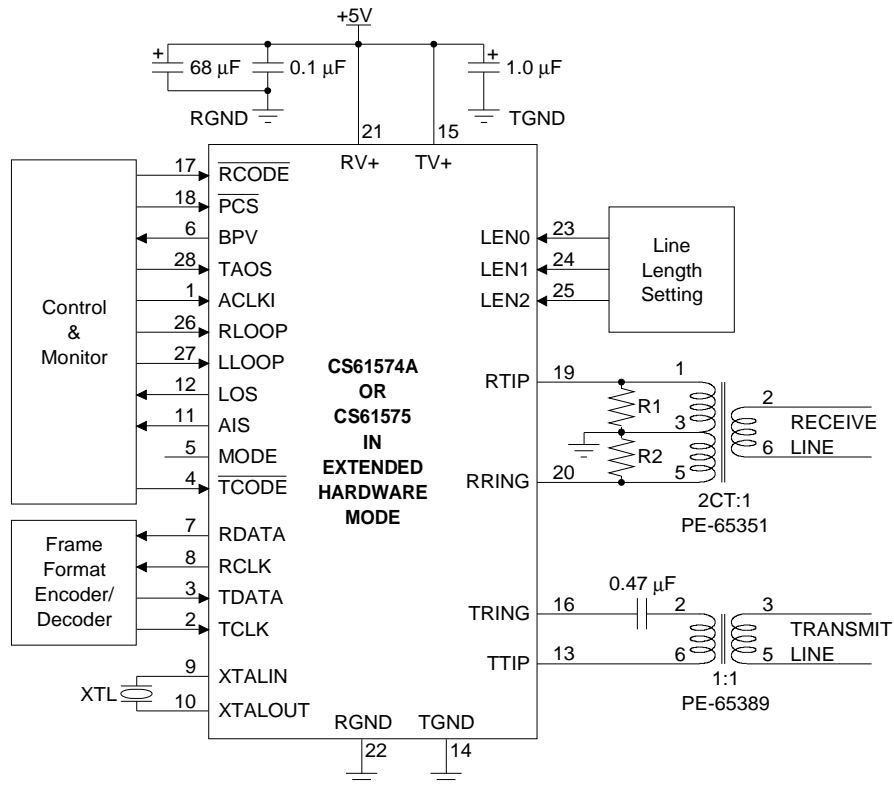 +5V
+
68 μF
0.1 μF
+
1.0 μF
RGND
TGND
21
15
RV+
TV+
17
RCODE
18
PCS
6
BPV
28
TAOS
1
ACLKI
26
RLOOP
27
LLOOP
12
LOS
11
AIS
5
MODE
4
TCODE
Control
&
Monitor
7
RDATA
8
RCLK
3
TDATA
2
TCLK
Frame
Format
Encoder/
Decoder
9
XTALIN
10
XTALOUT
XTL
CS61574A
OR
CS61575
IN
EXTENDED
HARDWARE
MODE
LEN0
23
LEN1
24
LEN2
25
Line
Length
Setting
RTIP
19
RRING
20
R1
R2
1
3
5
2
6
RECEIVE
LINE
2CT:1
PE-65351
TRING
16
0.47 μF
TTIP
13
2
6
3
5
TRANSMIT
LINE
1:1
PE-65389
RGND
TGND
22
14